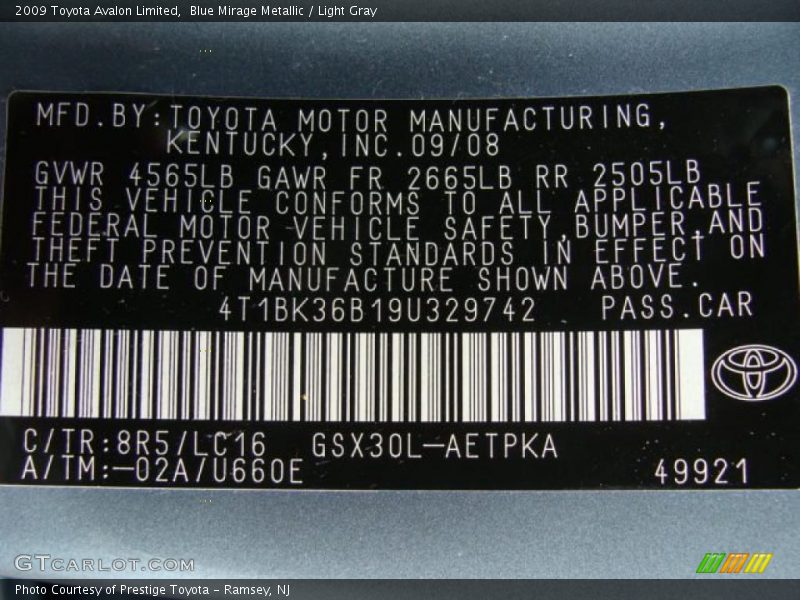 2009 Toyota Avalon Limited,  Blue Mirage Metallic / Light Gray
MFD.BY:TOYOTA MOTOR MANUFACTURING,
KENTUCKY,INC.09/08
GVWR 4565LB GAWR FR 2665LB RR 2505LB
THIS VEHICLE CONFORMS TO ALL APPLICABLE
FEDERAL MOTOR VEHICLE SAFETY,BUMPER,AND
THEFT PREVENTION STANDARDS IN EFFECT ON
THE DATE OF MANUFACTURE SHOWN ABOVE.
4T1BK36B19U329742 PASS.CAR
C/TR:8R5/LC16 GSX30L-AETPKA
A/TM:-02A/U660E 49921
GTCARLOT.COM
Photo Courtesy of Prestige Toyota - Ramsey, NJ